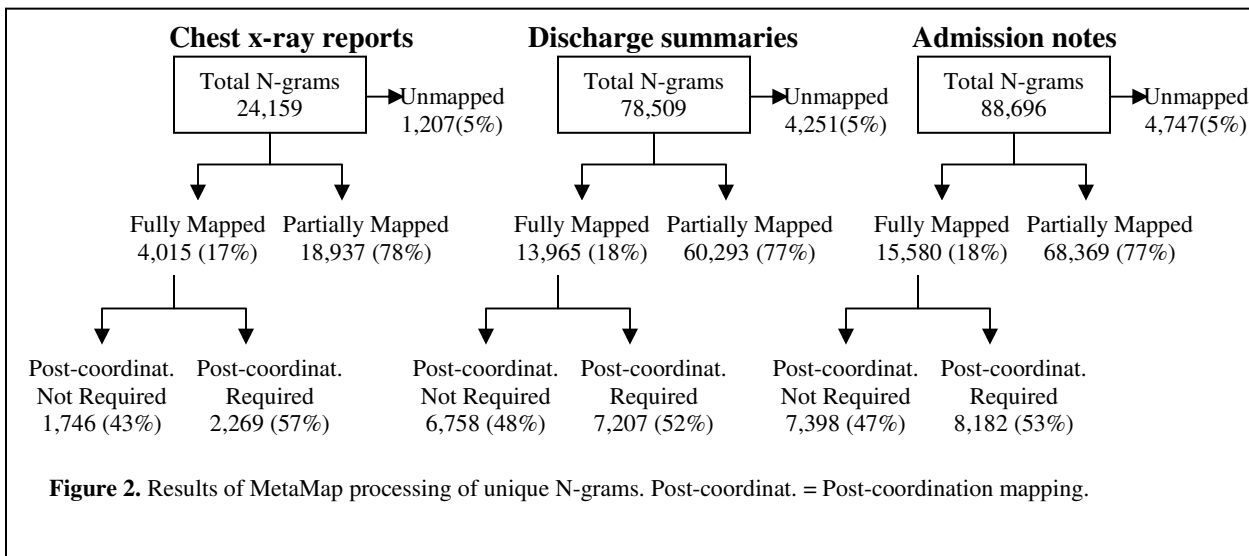 Chest x-ray reports
Total N-grams
24,159
Unmapped
1,207(5%)
Fully Mapped
4,015 (17%)
Partially Mapped
18,937 (78%)
Post-coordinat.
Not Required
1,746 (43%)
Post-coordinat.
Required
2,269 (57%)
Discharge summaries
Total N-grams
78,509
Unmapped
4,251(5%)
Fully Mapped
13,965 (18%)
Partially Mapped
60,293 (77%)
Post-coordinat.
Not Required
6,758 (48%)
Post-coordinat.
Required
7,207 (52%)
Admission notes
Total N-grams
88,696
Unmapped
4,747(5%)
Fully Mapped
15,580 (18%)
Partially Mapped
68,369 (77%)
Post-coordinat.
Not Required
7,398 (47%)
Post-coordinat.
Required
8,182 (53%)
Figure 2. Results of MetaMap processing of unique N-grams. Post-coordinat. = Post-coordination mapping.